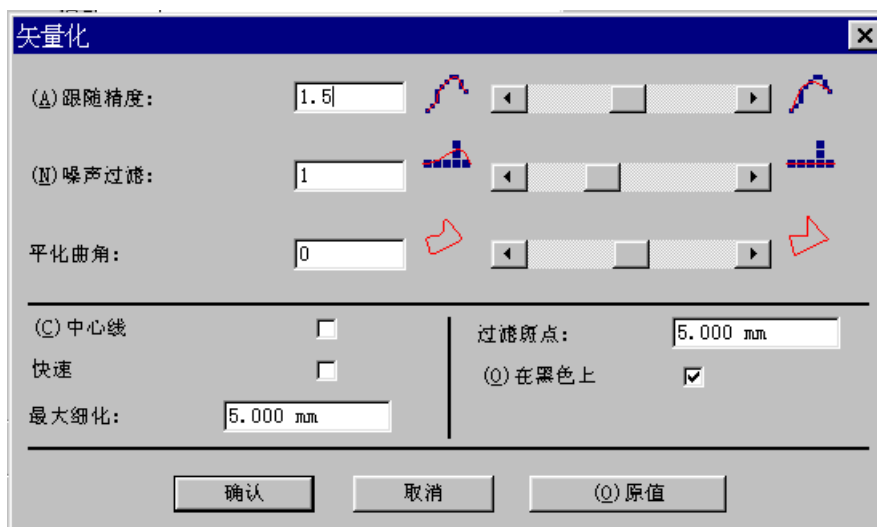 矢量化
(A)跟随精度: 1.5
(N)噪声过滤: 1
平化曲角: 0
(C)中心线
快速
最大细化: 5.000 mm
过滤斑点: 5.000 mm
(O)在黑色上
确认 取消 (O)原值